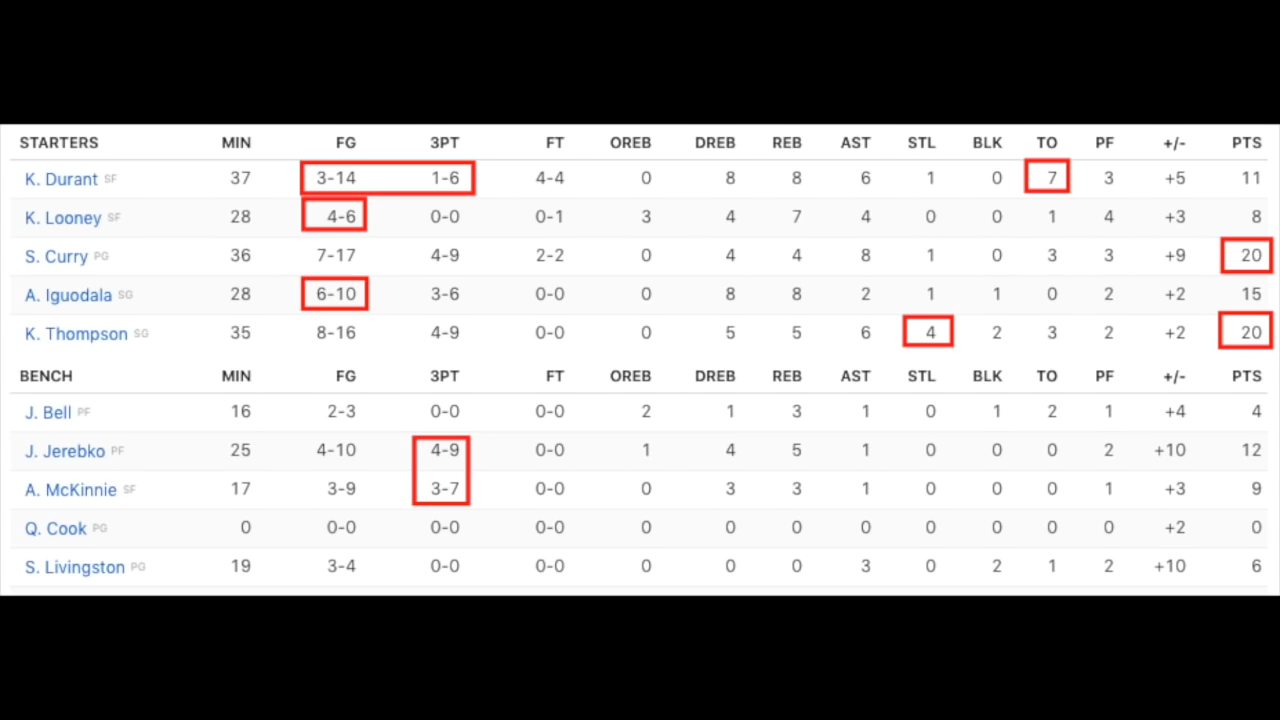 STARTERS MIN FG 3PT FT OREB DREB REB AST STL BLK TO PF +/- PTS
K. Durant SF 37 3-14 1-6 4-4 0 8 8 6 1 0 7 3 +5 11
K. Looney SF 28 4-6 0-0 0-1 3 4 7 4 0 0 1 4 +3 8
S. Curry PG 36 7-17 4-9 2-2 0 4 4 8 1 0 3 3 +9 20
A. Iguodala SG 28 6-10 3-6 0-0 0 8 8 2 1 1 0 2 +2 15
K. Thompson SG 35 8-16 4-9 0-0 0 5 5 6 4 2 3 2 +2 20
BENCH MIN FG 3PT FT OREB DREB REB AST STL BLK TO PF +/- PTS
J. Bell PF 16 2-3 0-0 0-0 2 1 3 1 0 1 2 1 +4 4
J. Jerebko PF 25 4-10 4-9 0-0 1 4 5 1 0 0 0 2 +10 12
A. McKinnie SF 17 3-9 3-7 0-0 0 3 3 1 0 0 0 1 +3 9
Q. Cook PG 0 0-0 0-0 0-0 0 0 0 0 0 0 0 0 +2 0
S. Livingston PG 19 3-4 0-0 0-0 0 0 0 3 0 2 1 2 +10 6